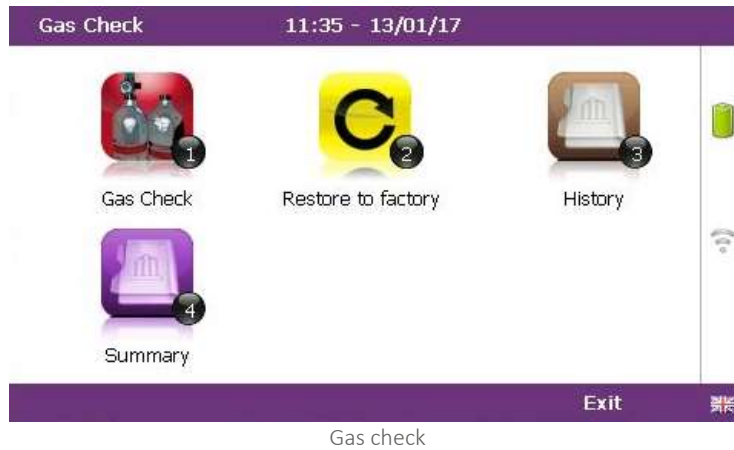 Gas Check 11:35 - 13/01/17
1 2 3
Gas Check Restore to factory History
4
Summary
Exit
Gas check